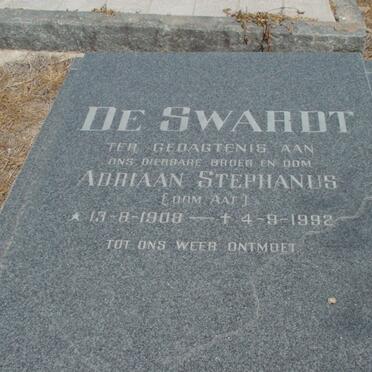 DE SWARDT
TER GEDAGTENIS AAN
ONS DIERBARE BROER EN OOM
ADRIAAN STEPHANUS
(OOM AAT)
* 13-8-1908 — † 4-9-1992
TOT ONS WEER ONTMOET